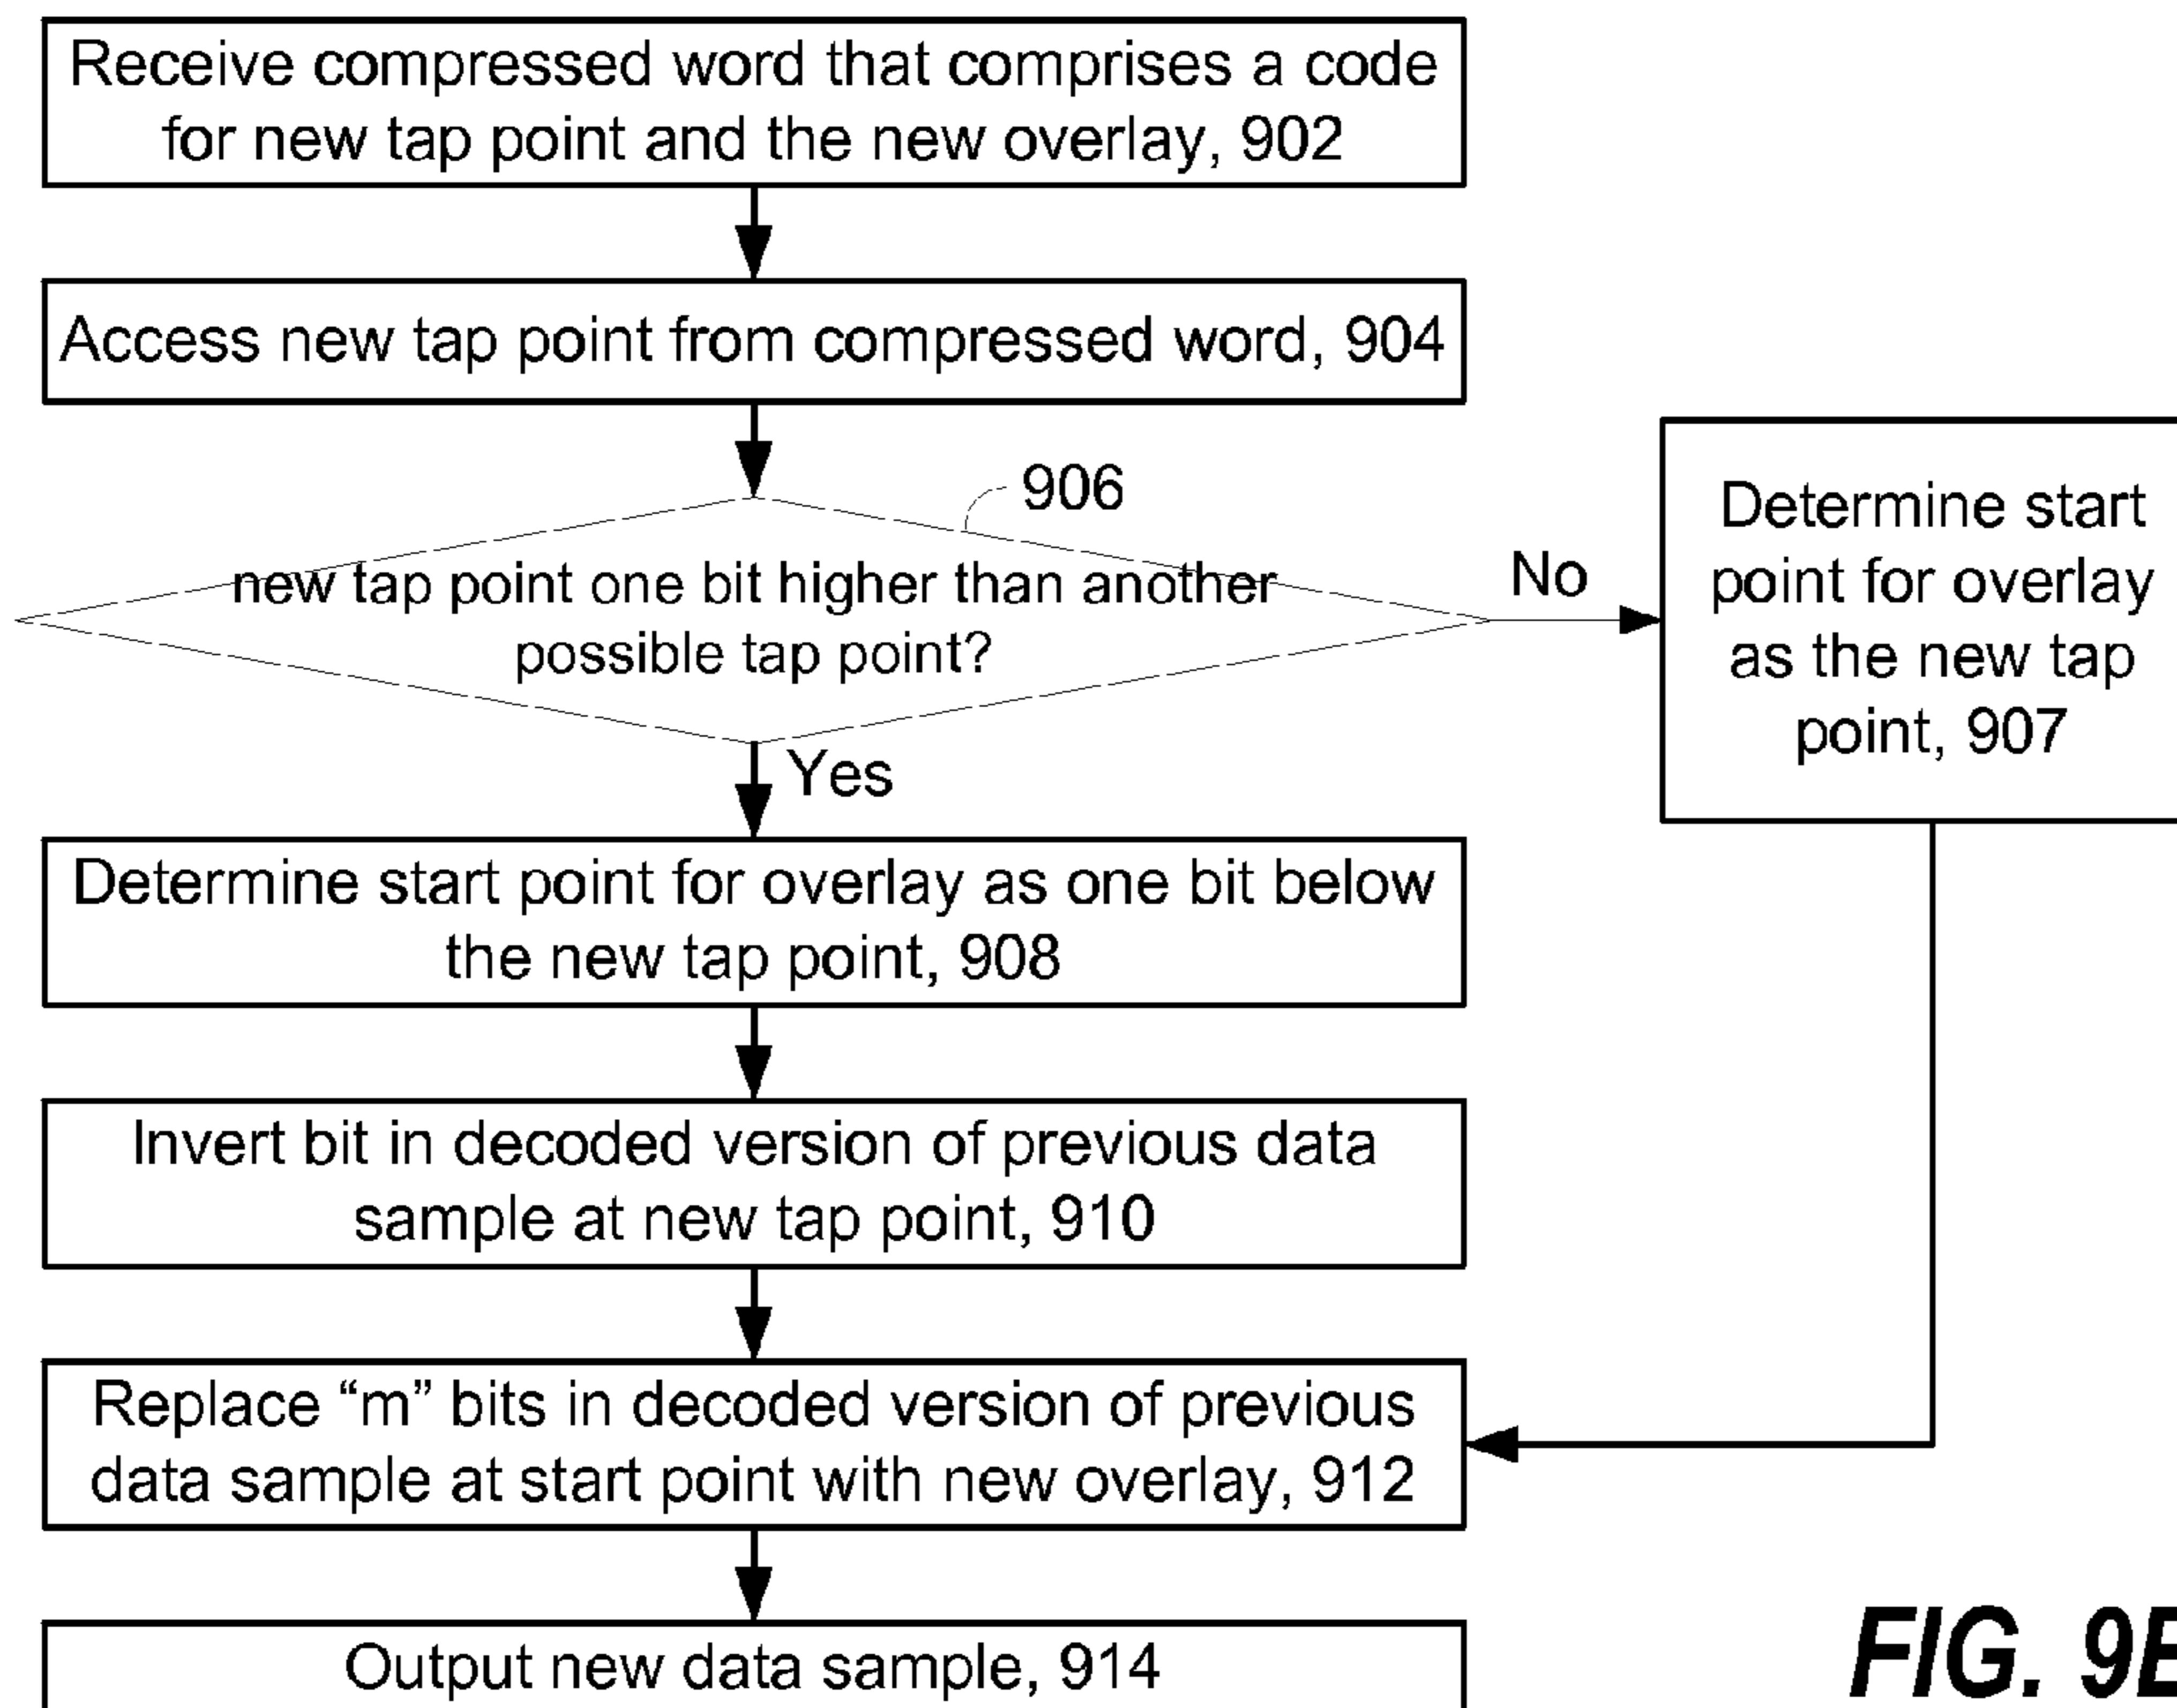 Receive compressed word that comprises a code
for new tap point and the new overlay, 902
Access new tap point from compressed word, 904
906
new tap point one bit higher than another
possible tap point?
No
Determine start
point for overlay
as the new tap
point, 907
Yes
Determine start point for overlay as one bit below
the new tap point, 908
Invert bit in decoded version of previous data
sample at new tap point, 910
Replace “m” bits in decoded version of previous
data sample at start point with new overlay, 912
Output new data sample, 914
FIG.